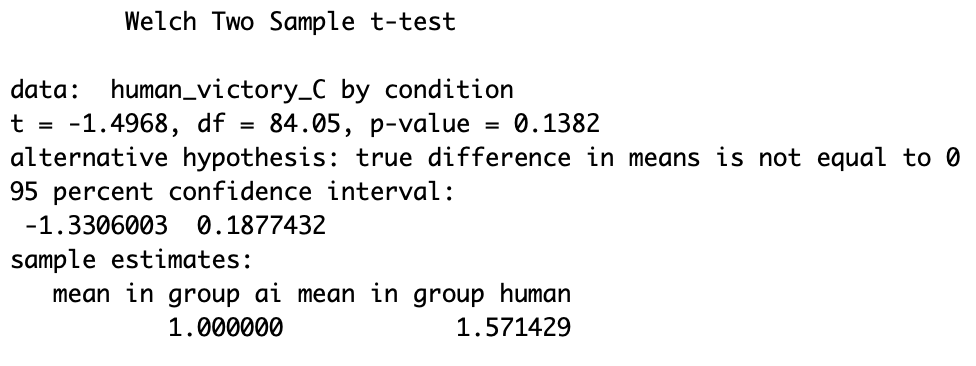 Welch Two Sample t-test
data:  human_victory_C by condition
t = -1.4968, df = 84.05, p-value = 0.1382
alternative hypothesis: true difference in means is not equal to 0
95 percent confidence interval:
 -1.3306003  0.1877432
sample estimates:
   mean in group ai mean in group human
           1.000000            1.571429